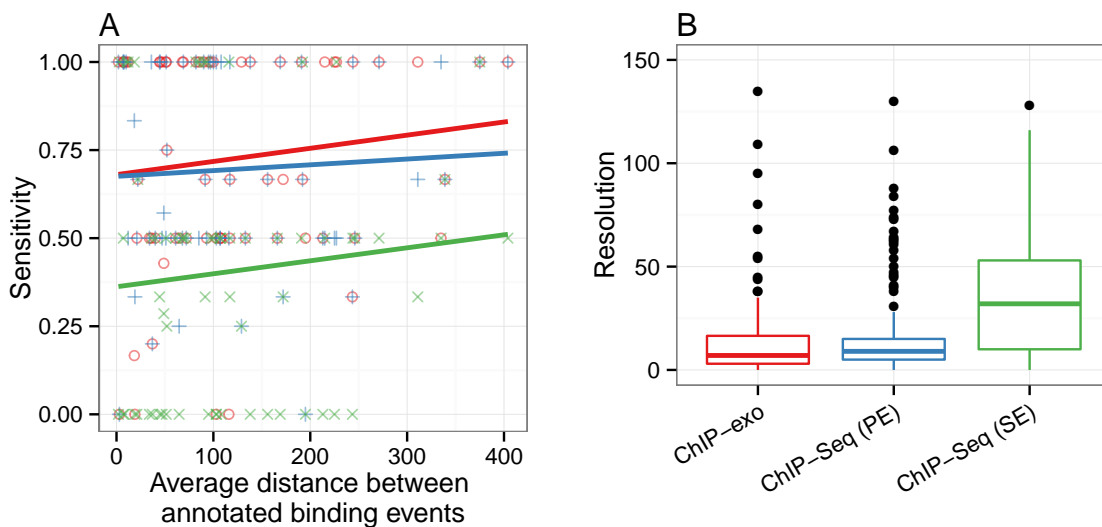 A
Sensitivity
1.00
0.75
0.50
0.25
0.00
0
100
200
300
400
Average distance between
annotated binding events
B
Resolution
150
100
50
0
ChIP−exo
ChIP−Seq (PE)
ChIP−Seq (SE)